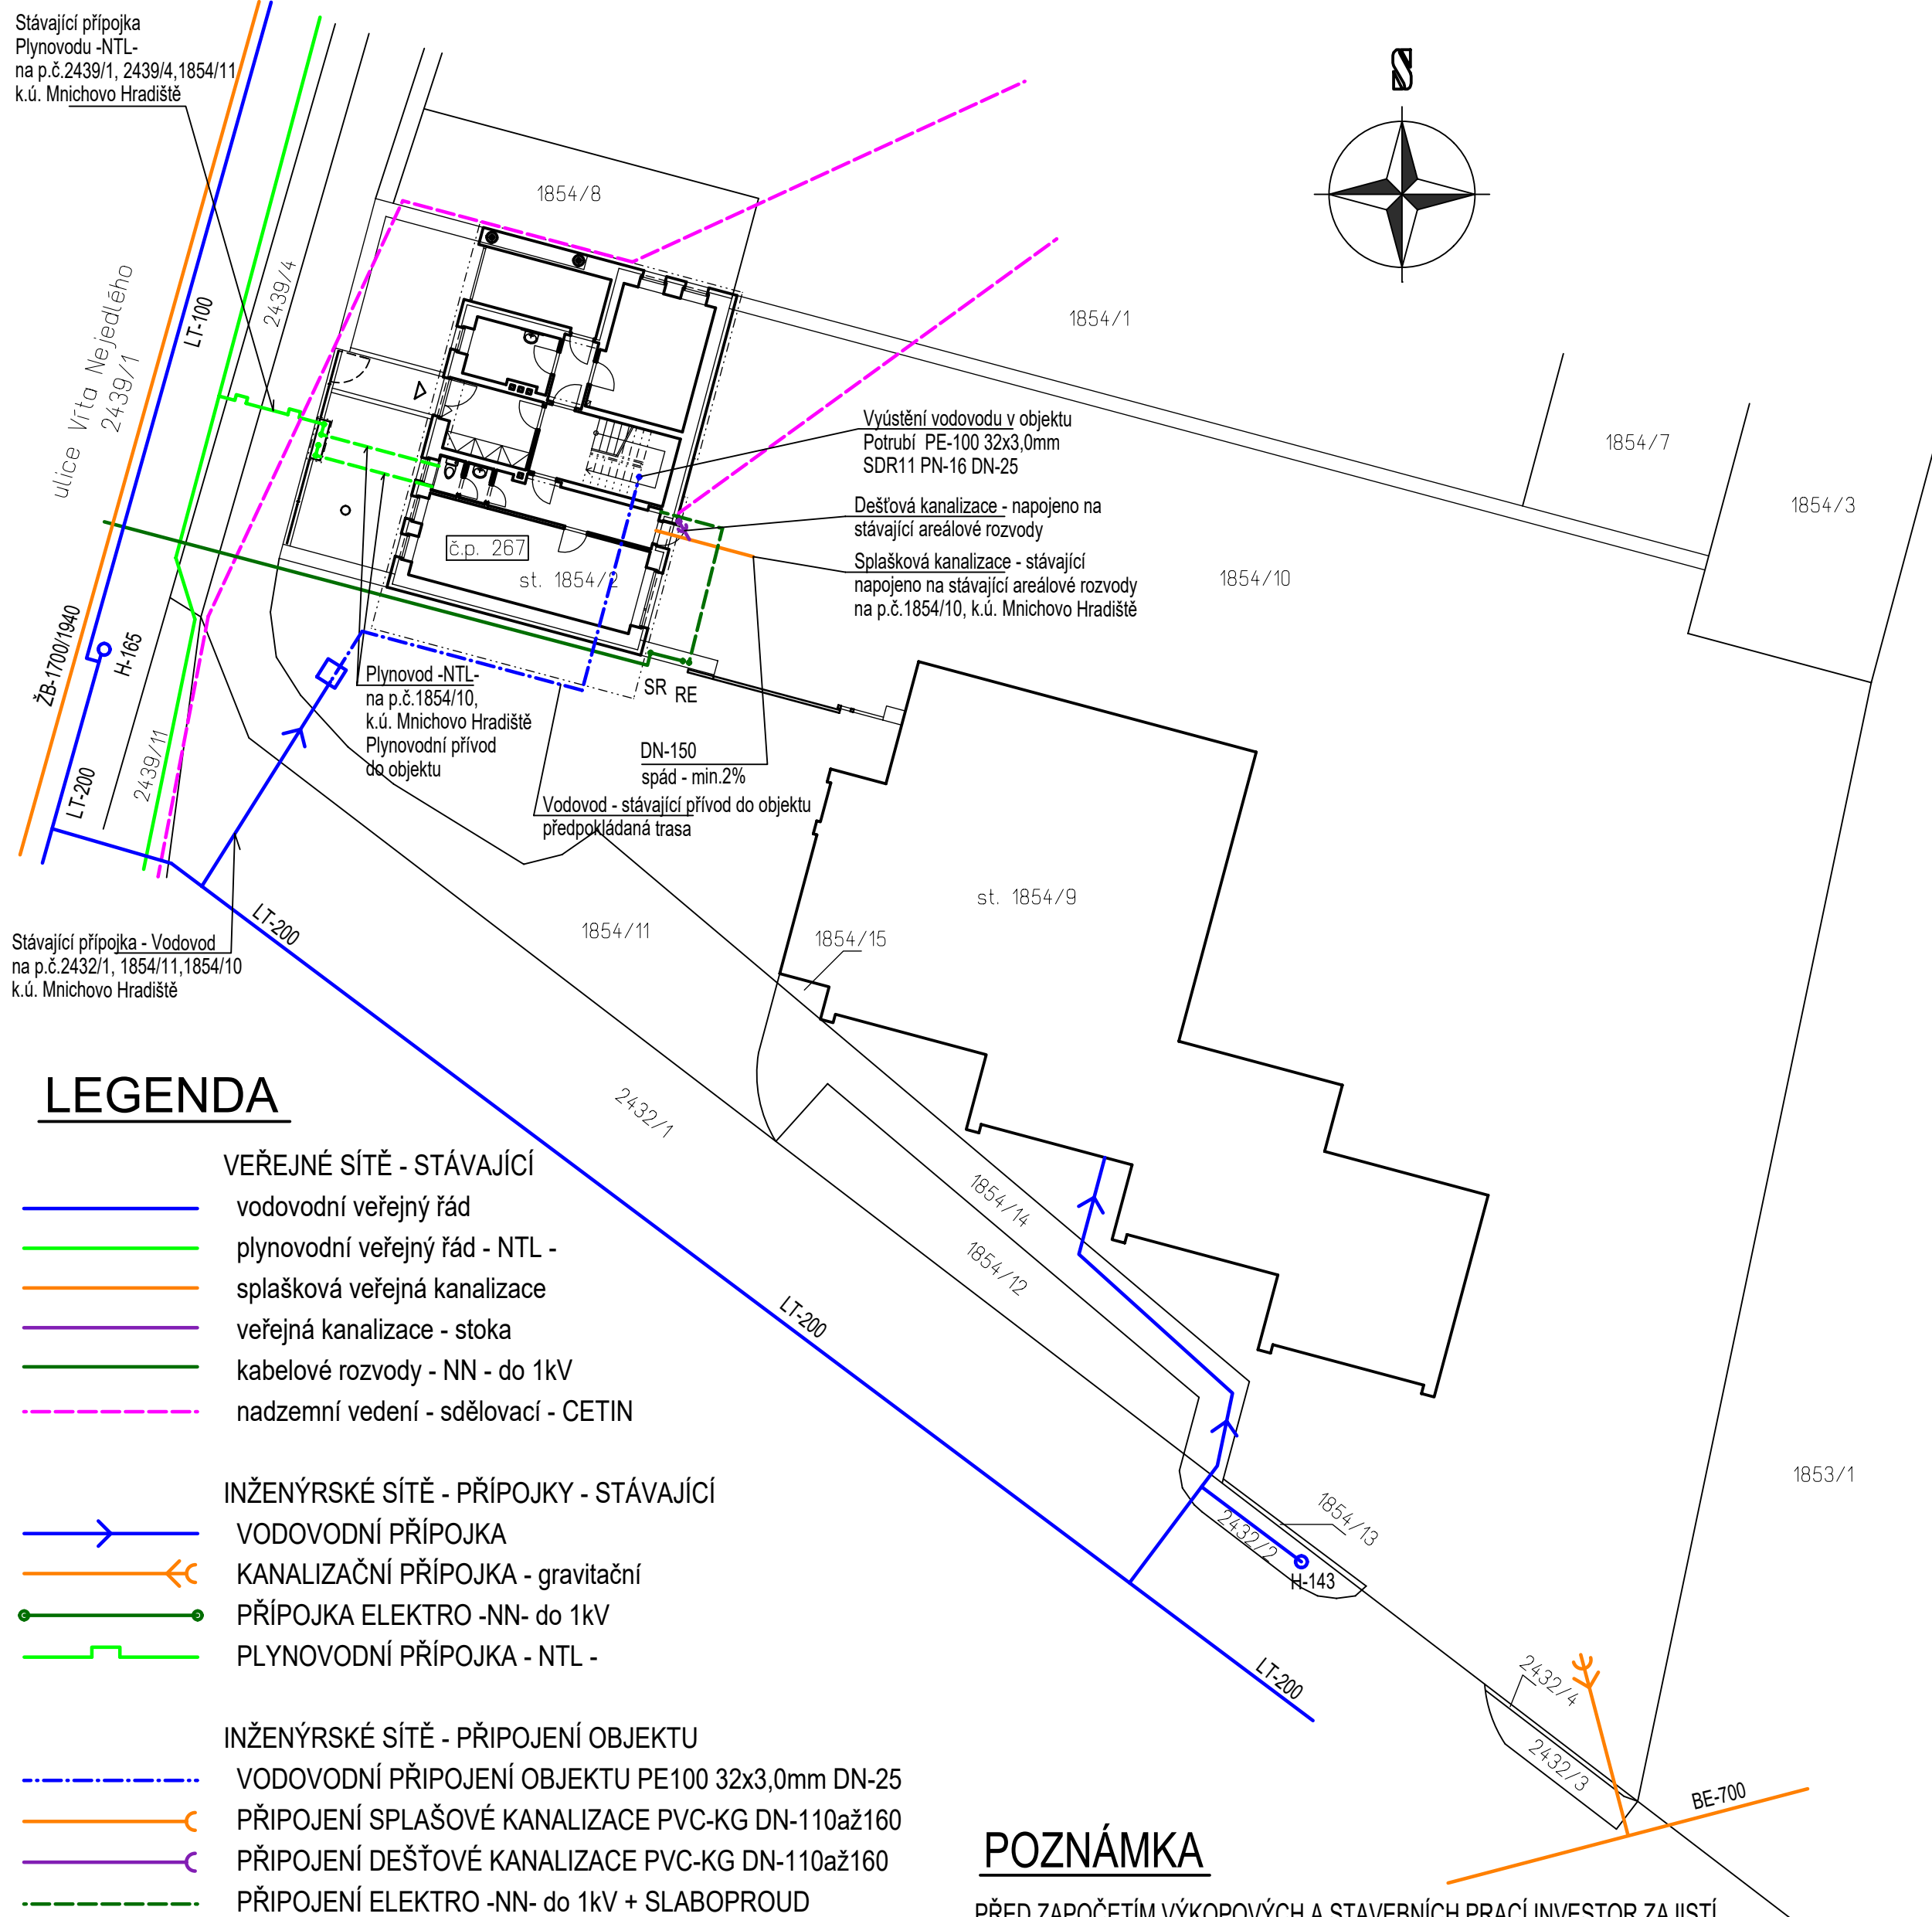 Stávající přípojka
Plynovodu -NTL-
na p.č.2439/1, 2439/4,1854/11
k.ú. Mnichovo Hradiště
S
1854/8
2439/4
LT-100
ulice Víta Nejedlého
2439/1
1854/1
1854/7
1854/3
Vyústění vodovodu v objektu
Potrubí PE-100 32x3,0mm
SDR11 PN-16 DN-25
Dešťová kanalizace - napojeno na
stávající areálové rozvody
Splašková kanalizace - stávající
napojeno na stávající areálové rozvody
na p.č.1854/10, k.ú. Mnichovo Hradiště
1854/10
č.p. 267
st. 1854/2
ŽB-1700/1940
H-165
LT-200
2439/11
Plynovod -NTL-
na p.č.1854/10,
k.ú. Mnichovo Hradiště
Plynovodní přívod
do objektu
SR
RE
DN-150
spád - min.2%
Vodovod - stávající přívod do objektu
předpokládaná trasa
st. 1854/9
1854/11
1854/15
LT-200
Stávající přípojka - Vodovod
na p.č.2432/1, 1854/11,1854/10
k.ú. Mnichovo Hradiště
2432/1
1854/14
1854/12
LT-200
1853/1
1854/13
2432/2
H-143
LT-200
2432/4
2432/3
BE-700
LEGENDA
VEŘEJNÉ SÍTĚ - STÁVAJÍCÍ
vodovodní veřejný řád
plynovodní veřejný řád - NTL -
splašková veřejná kanalizace
veřejná kanalizace - stoka
kabelové rozvody - NN - do 1kV
nadzemní vedení - sdělovací - CETIN
INŽENÝRSKÉ SÍTĚ - PŘÍPOJKY - STÁVAJÍCÍ
VODOVODNÍ PŘÍPOJKA
KANALIZAČNÍ PŘÍPOJKA - gravitační
PŘÍPOJKA ELEKTRO -NN- do 1kV
PLYNOVODNÍ PŘÍPOJKA - NTL -
INŽENÝRSKÉ SÍTĚ - PŘIPOJENÍ OBJEKTU
VODOVODNÍ PŘIPOJENÍ OBJEKTU PE100 32x3,0mm DN-25
PŘIPOJENÍ SPLAŠOVÉ KANALIZACE PVC-KG DN-110až160
PŘIPOJENÍ DEŠŤOVÉ KANALIZACE PVC-KG DN-110až160
PŘIPOJENÍ ELEKTRO -NN- do 1kV + SLABOPROUD
POZNÁMKA
PŘED ZAPOČETÍM VÝKOPOVÝCH A STAVEBNÍCH PRACÍ INVESTOR ZAJISTÍ